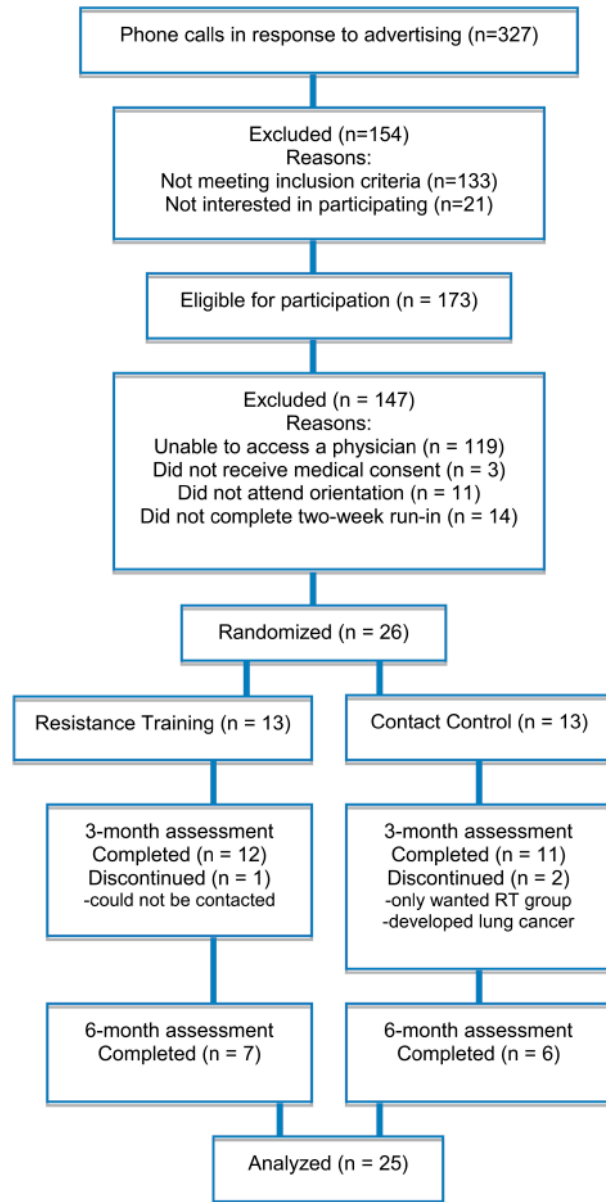 Phone calls in response to advertising (n=327)
Excluded (n=154)
Reasons:
Not meeting inclusion criteria (n=133)
Not interested in participating (n=21)
Eligible for participation (n = 173)
Excluded (n = 147)
Reasons:
Unable to access a physician (n = 119)
Did not receive medical consent (n = 3)
Did not attend orientation (n = 11)
Did not complete two-week run-in (n = 14)
Randomized (n = 26)
Resistance Training (n = 13)
Contact Control (n = 13)
3-month assessment
Completed (n = 12)
Discontinued (n = 1)
-could not be contacted
3-month assessment
Completed (n = 11)
Discontinued (n = 2)
-only wanted RT group
-developed lung cancer
6-month assessment
Completed (n = 7)
6-month assessment
Completed (n = 6)
Analyzed (n = 25)